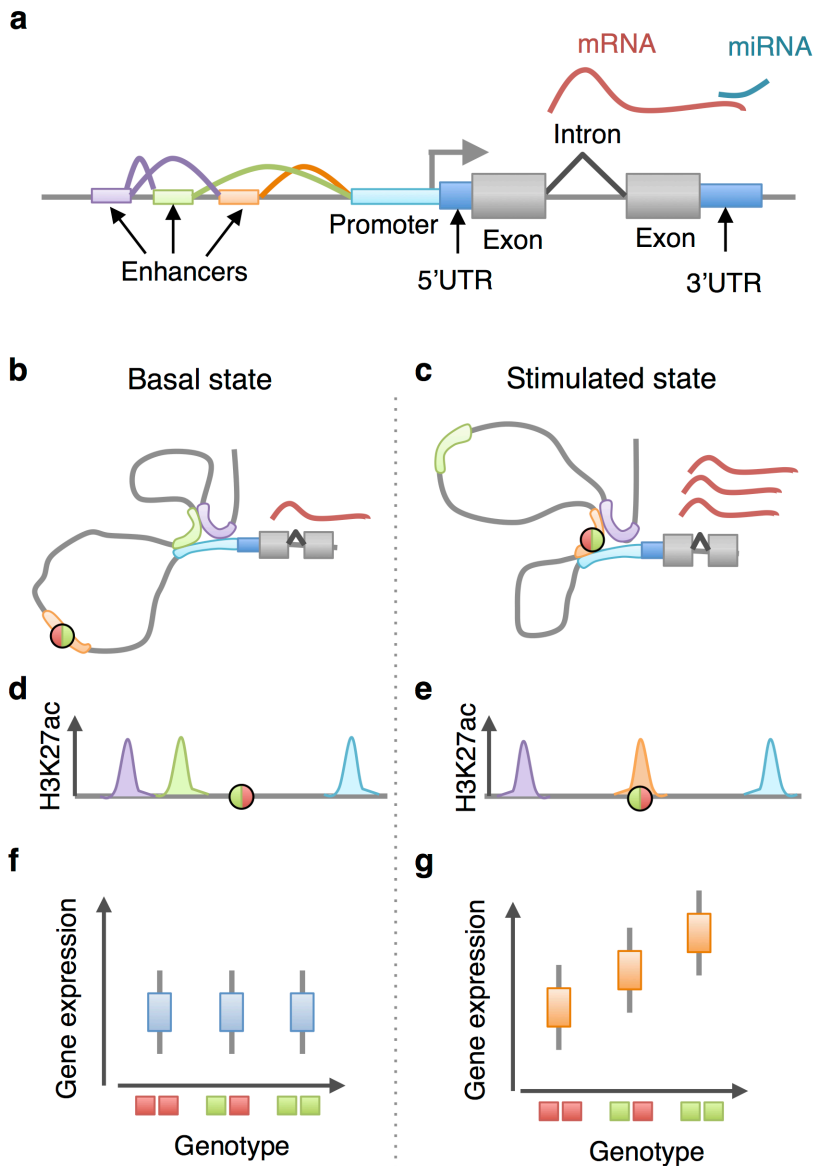 a
mRNA
miRNA
Intron
Promoter
Exon
Exon
Enhancers
5’UTR
3’UTR
b
Basal state
c
Stimulated state
d
H3K27ac
e
H3K27ac
f
Gene expression
Genotype
g
Gene expression
Genotype